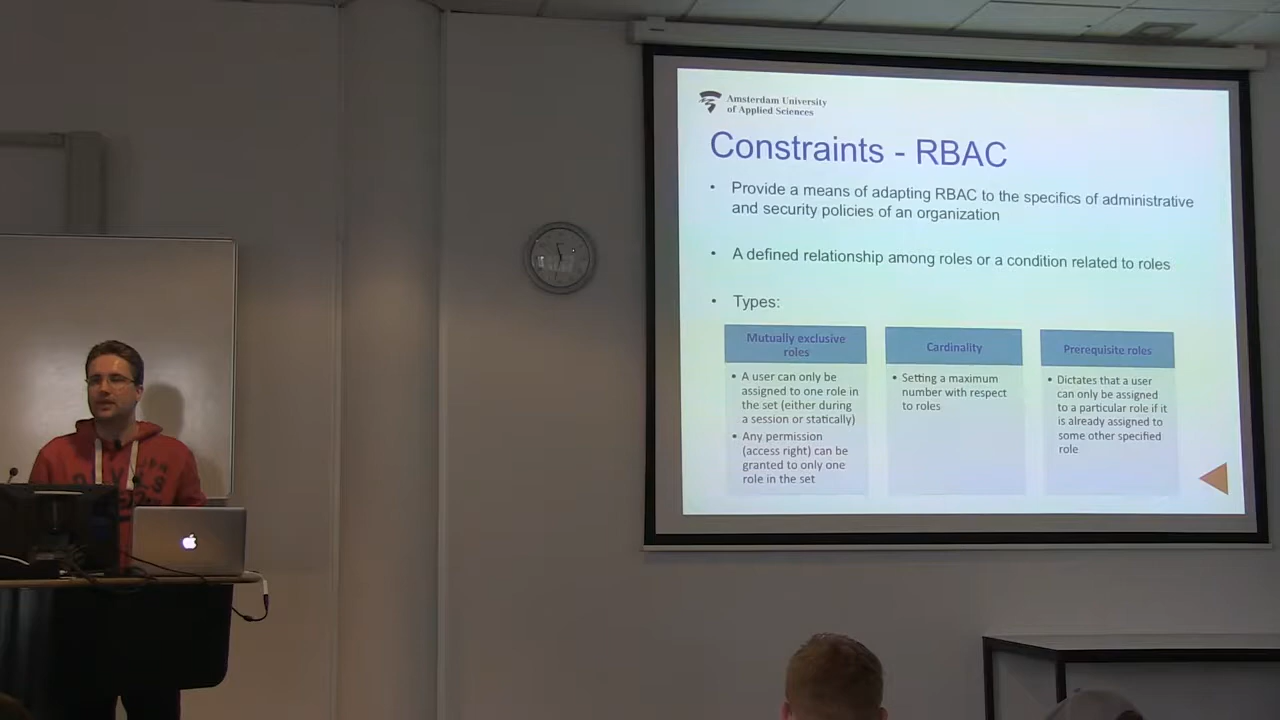 Amsterdam University
of Applied Sciences
Constraints - RBAC
• Provide a means of adapting RBAC to the specifics of administrative
and security policies of an organization
• A defined relationship among roles or a condition related to roles
• Types:
Mutually exclusive
roles
• A user can only be
assigned to one role in
the set (either during
a session or statically)
• Any permission
(access right) can be
granted to only one
role in the set
Cardinality
• Setting a maximum
number with respect
to roles
Prerequisite roles
• Dictates that a user
can only be assigned
to a particular role if it
is already assigned to
some other specified
role